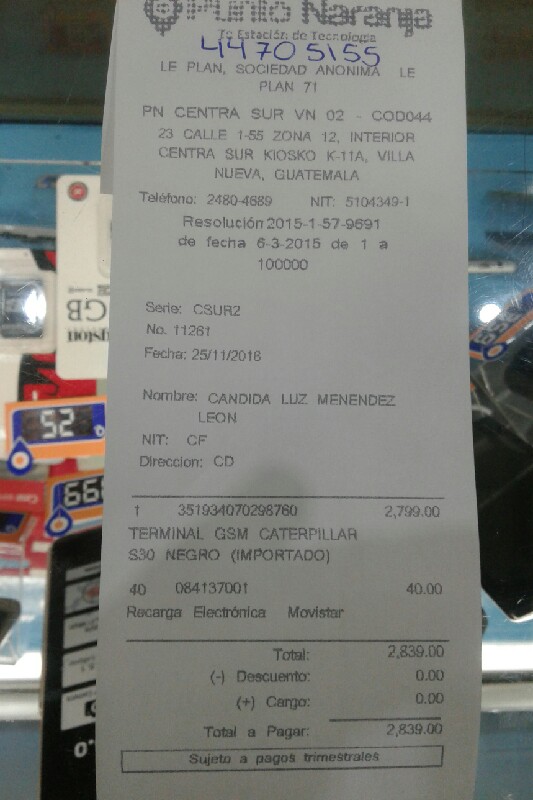 Punto Naranja
Tu Estación de Tecnología
44705155
LE PLAN, SOCIEDAD ANONIMA LE
PLAN 71
PN CENTRA SUR VN 02 - COD044
23 CALLE 1-55 ZONA 12, INTERIOR
CENTRA SUR KIOSKO K-11A, VILLA
NUEVA, GUATEMALA
Teléfono: 2480-4689 NIT: 5104349-1
Resolución 2015-1-57-9691
de fecha 6-3-2015 de 1 a
100000
Serie: CSUR2
No. 11261
Fecha: 25/11/2016
Nombre: CANDIDA LUZ MENENDEZ
LEON
NIT: CF
Direccion: CD
1 351934070298760 2,799.00
TERMINAL GSM CATERPILLAR
S30 NEGRO (IMPORTADO)
40 084137001 40.00
Recarga Electrónica Movistar
Total: 2,839.00
(-) Descuento: 0.00
(+) Cargo: 0.00
Total a Pagar: 2,839.00
Sujeto a pagos trimestrales
GB